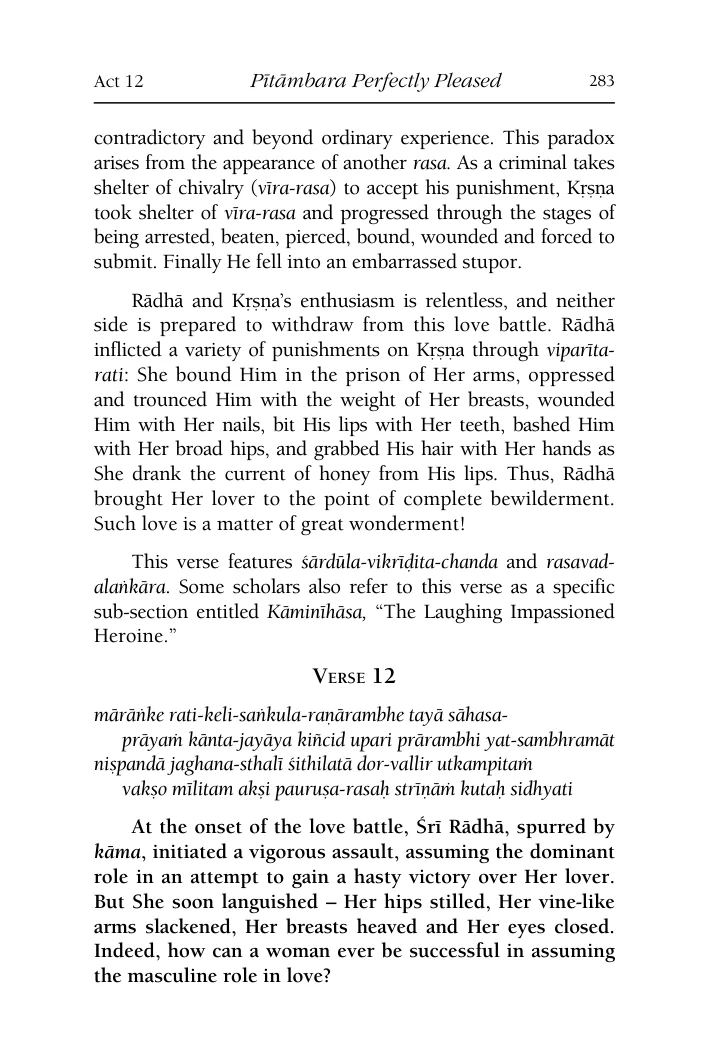 Act 12 Pītāmbara Perfectly Pleased 283
contradictory and beyond ordinary experience. This paradox
arises from the appearance of another rasa. As a criminal takes
shelter of chivalry (vīra-rasa) to accept his punishment, Kṛṣṇa
took shelter of vīra-rasa and progressed through the stages of
being arrested, beaten, pierced, bound, wounded and forced to
submit. Finally He fell into an embarrassed stupor.
Rādhā and Kṛṣṇa’s enthusiasm is relentless, and neither
side is prepared to withdraw from this love battle. Rādhā
inflicted a variety of punishments on Kṛṣṇa through viparīta-
rati: She bound Him in the prison of Her arms, oppressed
and trounced Him with the weight of Her breasts, wounded
Him with Her nails, bit His lips with Her teeth, bashed Him
with Her broad hips, and grabbed His hair with Her hands as
She drank the current of honey from His lips. Thus, Rādhā
brought Her lover to the point of complete bewilderment.
Such love is a matter of great wonderment!
This verse features śārdūla-vikrīḍita-chanda and rasavad-
alaṅkāra. Some scholars also refer to this verse as a specific
sub-section entitled Kāminīhāsa, “The Laughing Impassioned
Heroine.”
Verse 12
mārāṅke rati-keli-saṅkula-raṇārambhe tayā sāhasa-
prāyaṁ kānta-jayāya kiñcid upari prārambhi yat-sambhramāt
niṣpandā jaghana-sthalī śithilatā dor-vallir utkampitaṁ
vakṣo mīlitam akṣi pauruṣa-rasaḥ strīṇāṁ kutaḥ sidhyati
At the onset of the love battle, Śrī Rādhā, spurred by
kāma, initiated a vigorous assault, assuming the dominant
role in an attempt to gain a hasty victory over Her lover.
But She soon languished – Her hips stilled, Her vine-like
arms slackened, Her breasts heaved and Her eyes closed.
Indeed, how can a woman ever be successful in assuming
the masculine role in love?